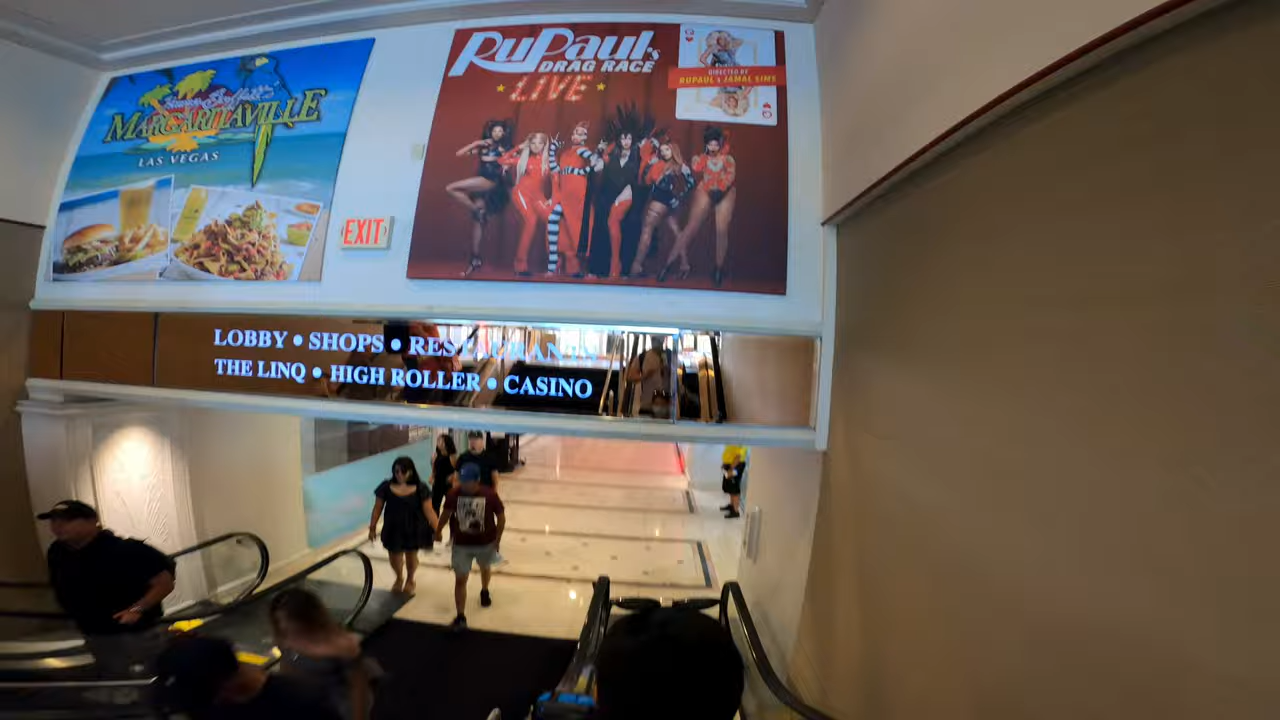 Jimmy Buffett's
MARGARITAVILLE
LAS VEGAS
EXIT
RuPaul's
DRAG RACE
LIVE
DIRECTED BY
RUPAUL & JAMAL SIMS
LOBBY • SHOPS • RESTAURANTS
THE LINQ • HIGH ROLLER • CASINO